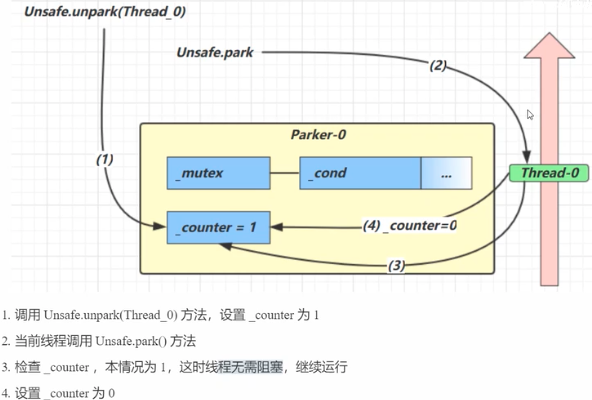 Unsafe.unpark(Thread_0)
Unsafe.park
(2)
Parker-0
(1)
_mutex
_cond
...
Thread-0
_counter = 1
(4) _counter=0
(3)
1. 调用 Unsafe.unpark(Thread_0) 方法，设置 _counter 为 1
2. 当前线程调用 Unsafe.park() 方法
3. 检查 _counter ，本情况为 1，这时线程无需阻塞，继续运行
4. 设置 _counter 为 0